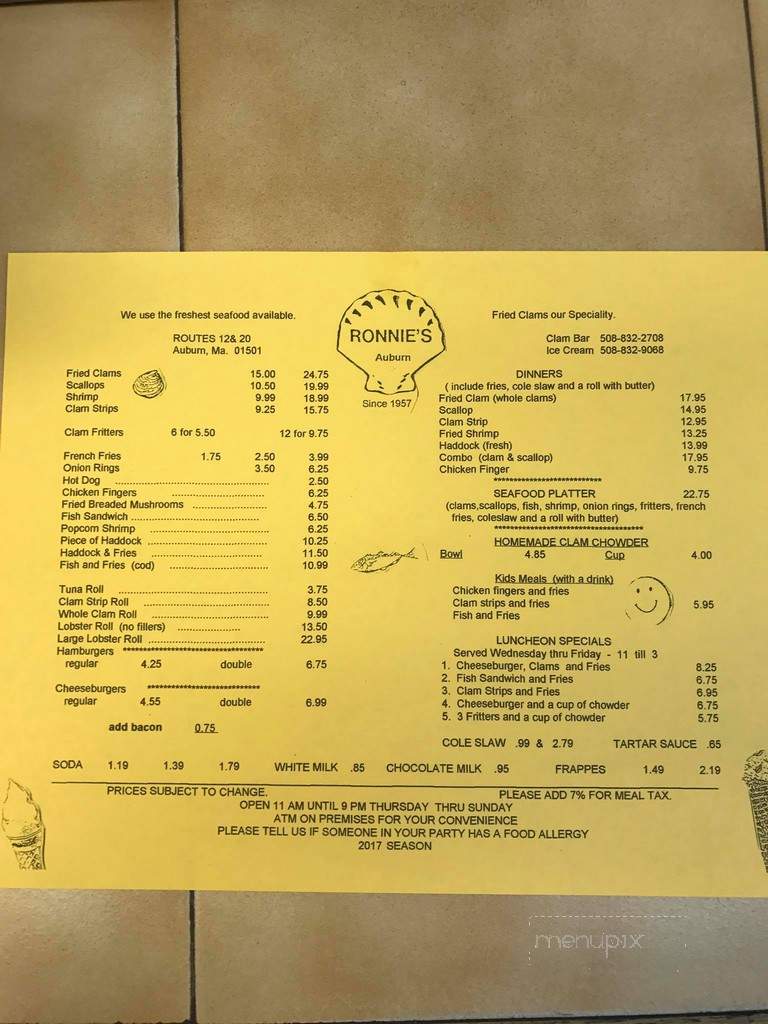 We use the freshest seafood available.
ROUTES 12& 20
Auburn, Ma. 01501
RONNIE'S
Auburn
Since 1957
Fried Clams our Speciality.
Clam Bar 508-832-2708
Ice Cream 508-832-9068
Fried Clams 15.00 24.75
Scallops 10.50 19.99
Shrimp 9.99 18.99
Clam Strips 9.25 15.75
Clam Fritters 6 for 5.50 12 for 9.75
French Fries 1.75 2.50 3.99
Onion Rings 3.50 6.25
Hot Dog ........................................................ 2.50
Chicken Fingers .................................. 6.25
Fried Breaded Mushrooms ........................... 4.75
Fish Sandwich ............................................... 6.50
Popcorn Shrimp ........................................ 6.25
Piece of Haddock ........................................... 10.25
Haddock & Fries ........................................ 11.50
Fish and Fries (cod) .................................... 10.99
Tuna Roll ................................................... 3.75
Clam Strip Roll .............................................. 8.50
Whole Clam Roll .......................................... 9.99
Lobster Roll (no fillers) ....................... 13.50
Large Lobster Roll ........................................... 22.95
Hamburgers *********************************
regular 4.25 double 6.75
Cheeseburgers **************************
regular 4.55 double 6.99
add bacon 0.75
DINNERS
( include fries, cole slaw and a roll with butter)
Fried Clam (whole clams) 17.95
Scallop 14.95
Clam Strip 12.95
Fried Shrimp 13.25
Haddock (fresh) 13.99
Combo (clam & scallop) 17.95
Chicken Finger 9.75
*************************
SEAFOOD PLATTER 22.75
(clams,scallops, fish, shrimp, onion rings, fritters, french
fries, coleslaw and a roll with butter)
**********************************
HOMEMADE CLAM CHOWDER
Bowl 4.85 Cup 4.00
Kids Meals (with a drink)
Chicken fingers and fries
Clam strips and fries 5.95
Fish and Fries
LUNCHEON SPECIALS
Served Wednesday thru Friday - 11 till 3
1. Cheeseburger, Clams and Fries 8.25
2. Fish Sandwich and Fries 6.75
3. Clam Strips and Fries 6.95
4. Cheeseburger and a cup of chowder 6.75
5. 3 Fritters and a cup of chowder 5.75
COLE SLAW .99 & 2.79 TARTAR SAUCE .65
SODA 1.19 1.39 1.79 WHITE MILK .85 CHOCOLATE MILK .95 FRAPPES 1.49 2.19
PRICES SUBJECT TO CHANGE. PLEASE ADD 7% FOR MEAL TAX.
OPEN 11 AM UNTIL 9 PM THURSDAY THRU SUNDAY
ATM ON PREMISES FOR YOUR CONVENIENCE
PLEASE TELL US IF SOMEONE IN YOUR PARTY HAS A FOOD ALLERGY
2017 SEASON
menupix